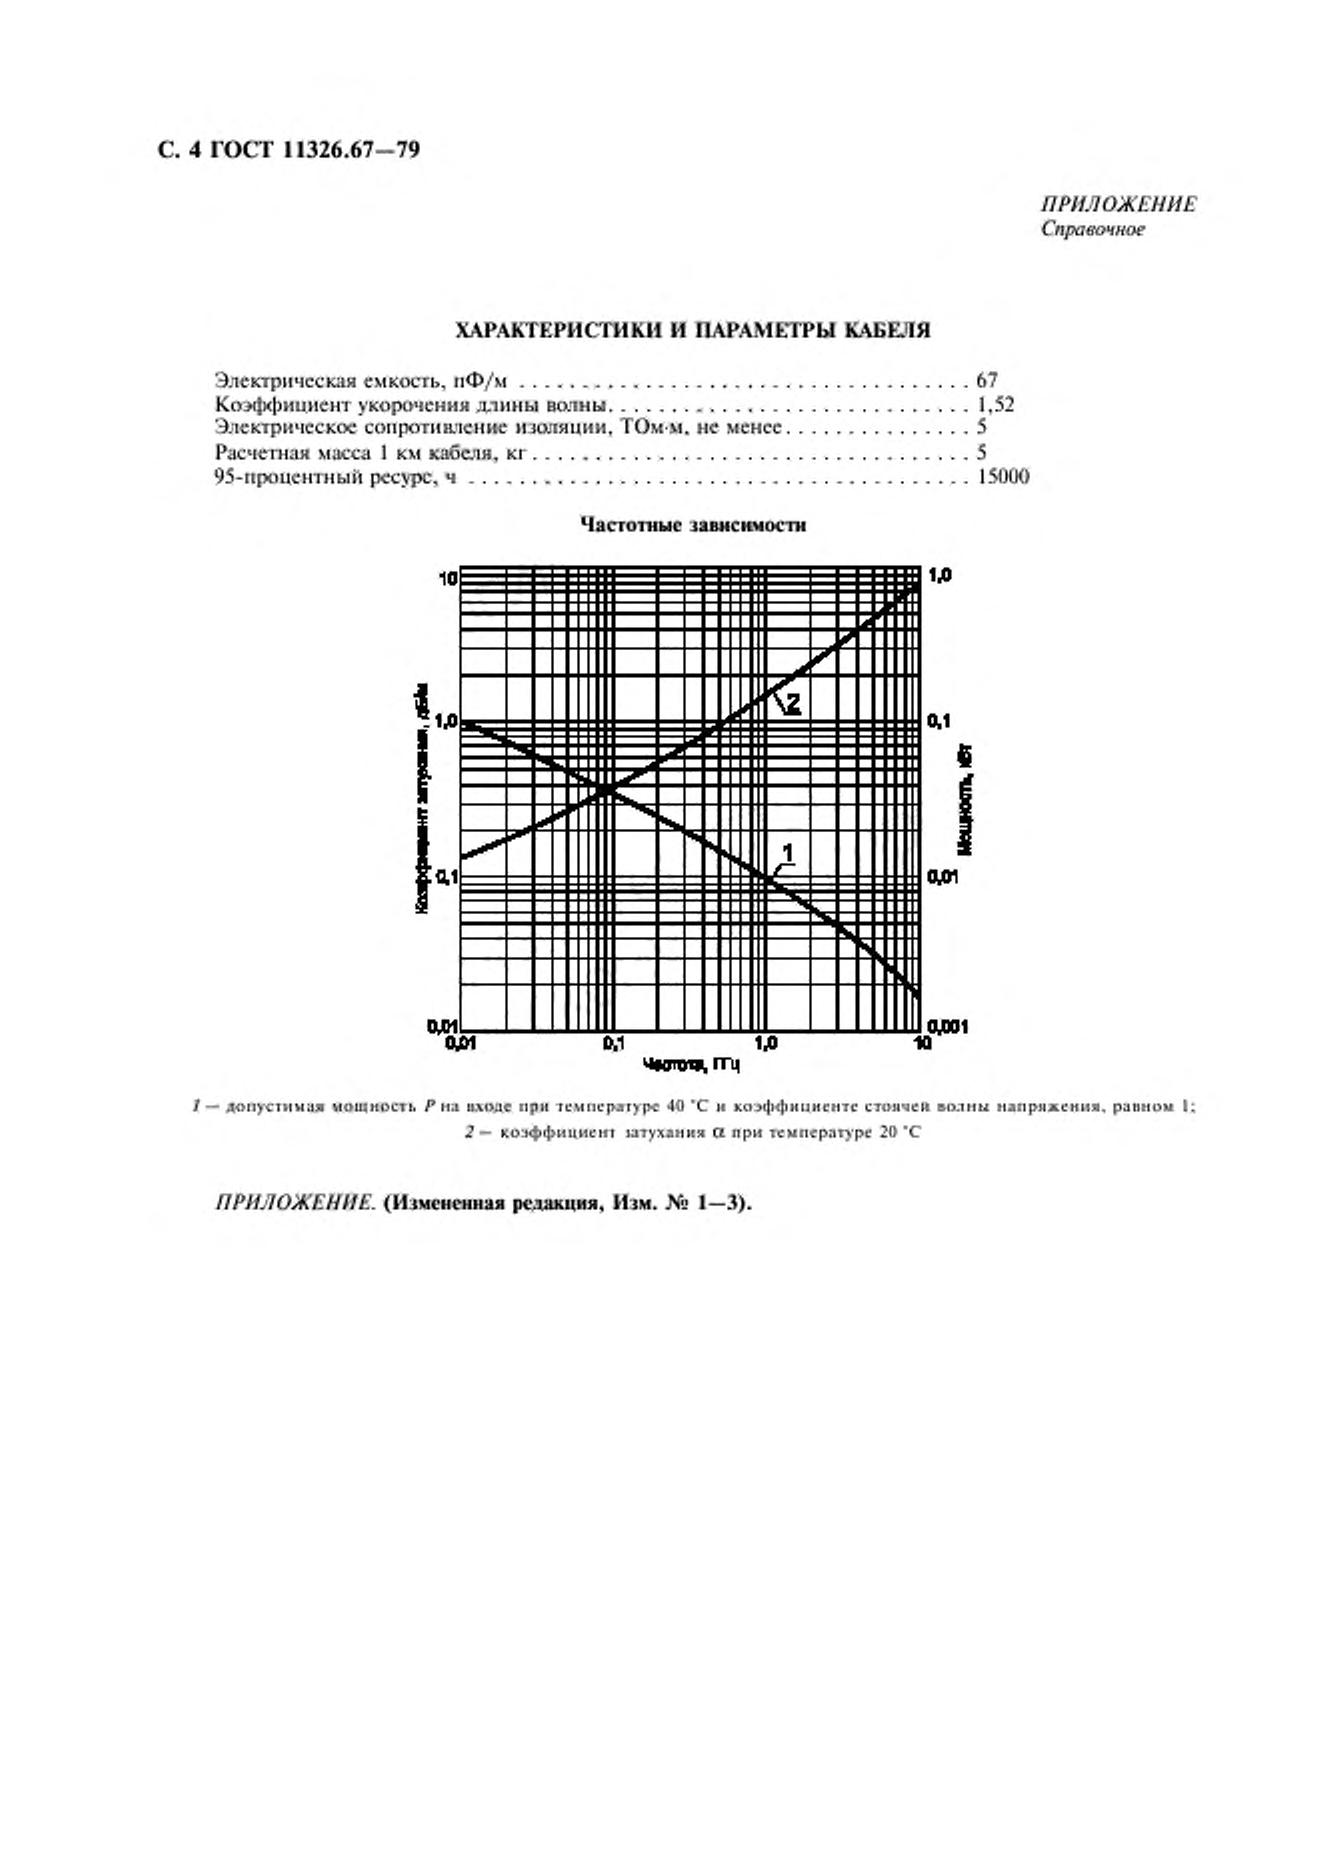 С. 4 ГОСТ 11326.67—79
ПРИЛОЖЕНИЕ
Справочное
ХАРАКТЕРИСТИКИ И ПАРАМЕТРЫ КАБЕЛЯ
Электрическая емкость, пФ/м . . . . . . . . . . . . . . . . . . . . . . . . . . . . . . . . . . . . 67
Коэффициент укорочения длины волны. . . . . . . . . . . . . . . . . . . . . . . . . . . . . 1,52
Электрическое сопротивление изоляции, ТОм·м, не менее . . . . . . . . . . . . . . . 5
Расчетная масса 1 км кабеля, кг . . . . . . . . . . . . . . . . . . . . . . . . . . . . . . . . . . . 5
95-процентный ресурс, ч . . . . . . . . . . . . . . . . . . . . . . . . . . . . . . . . . . . . . . . . 15000
Частотные зависимости
10 1,0
2
1,0 0,1
Коэффициент затухания, дБ/м
Мощность, кВт
1
0,1 0,01
0,01 0,001
0,01 0,1 1,0 10
Частота, ГГц
1 — допустимая мощность P на входе при температуре 40 °С и коэффициенте стоячей волны напряжения, равном 1;
2 — коэффициент затухания α при температуре 20 °С
ПРИЛОЖЕНИЕ. (Измененная редакция, Изм. № 1—3).